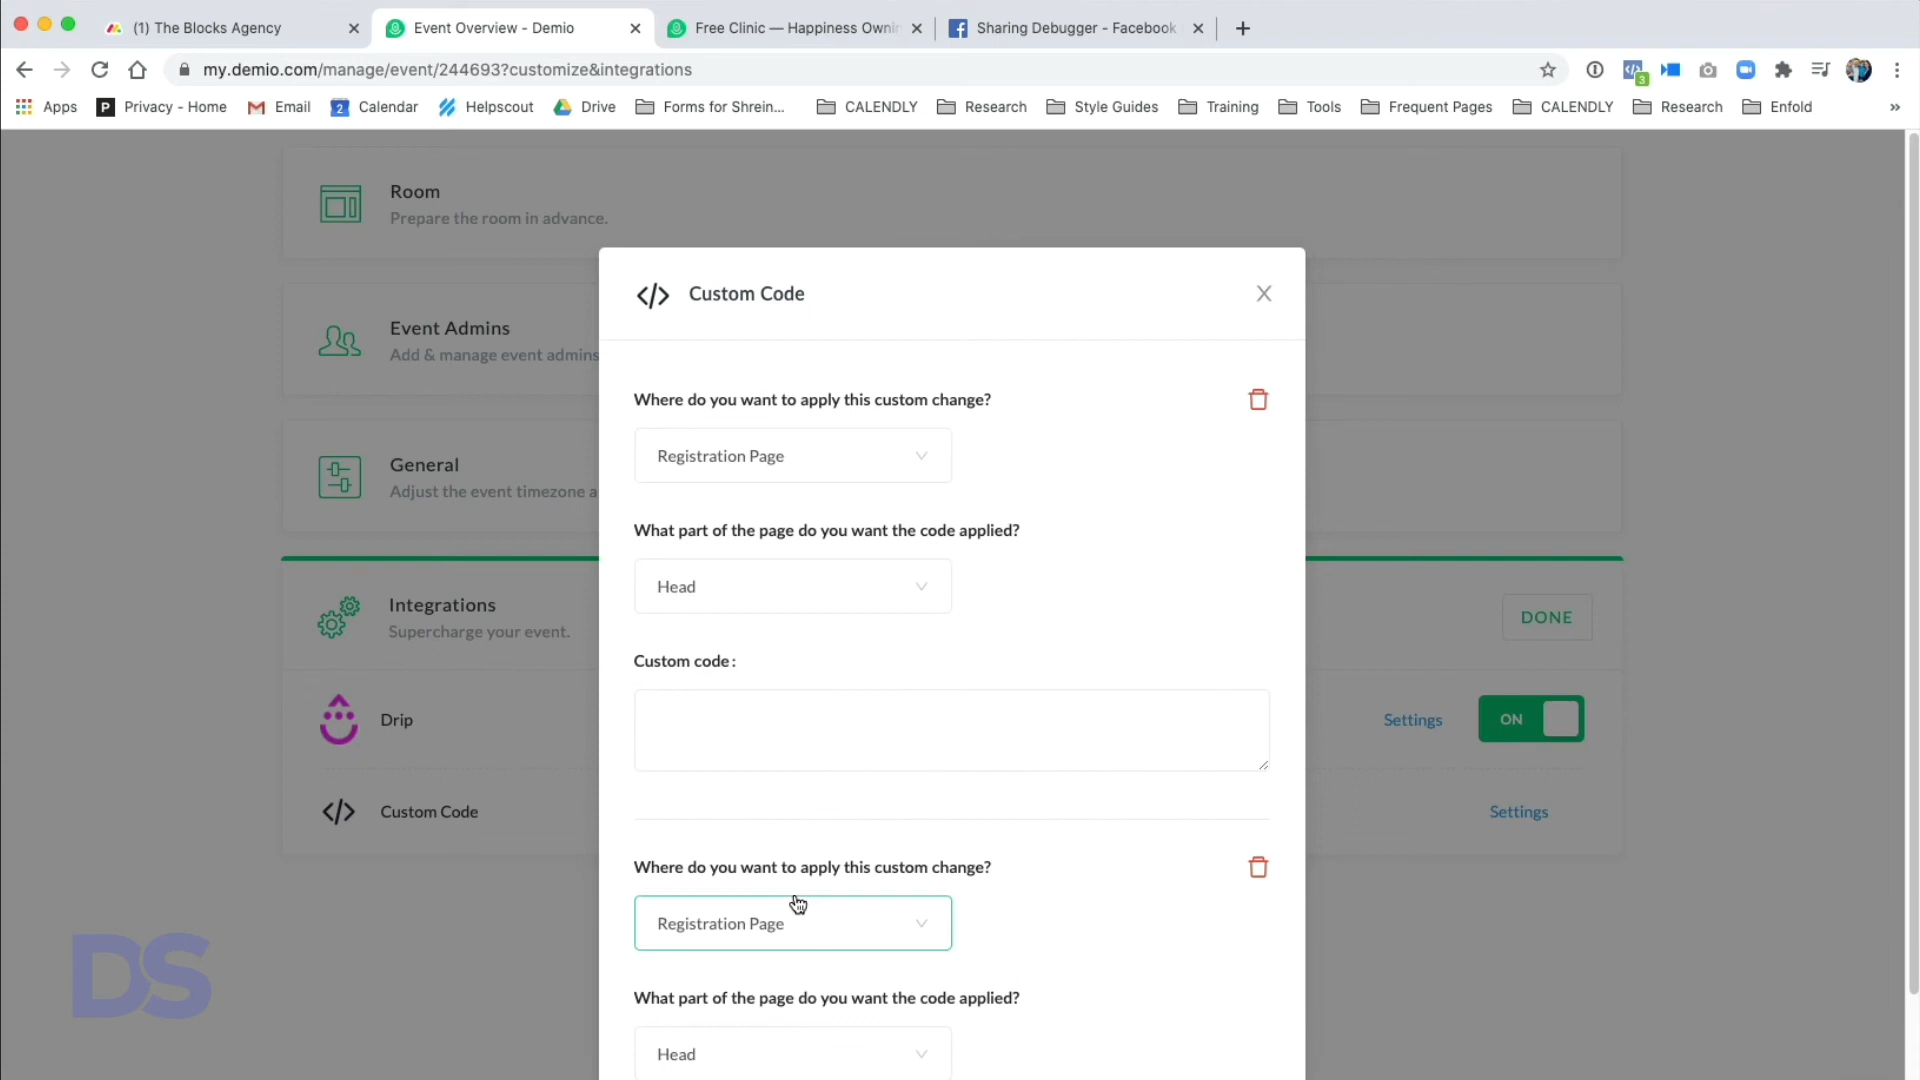 (1) The Blocks Agency
Event Overview - Demio
Free Clinic — Happiness Ownin
Sharing Debugger - Facebook
my.demio.com/manage/event/244693?customize&integrations
3
Apps
P Privacy - Home
Email
2 Calendar
Helpscout
Drive
Forms for Shrein...
CALENDLY
Research
Style Guides
Training
Tools
Frequent Pages
CALENDLY
Research
Enfold
»
Room
Prepare the room in advance.
Event Admins
Add & manage event admins
General
Adjust the event timezone a
Integrations
Supercharge your event.
DONE
Drip
Settings
ON
</> Custom Code
Settings
</> Custom Code
X
Where do you want to apply this custom change?
Registration Page
What part of the page do you want the code applied?
Head
Custom code:
Where do you want to apply this custom change?
Registration Page
What part of the page do you want the code applied?
Head
DS